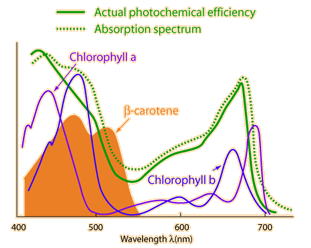 Actual photochemical efficiency
Absorption spectrum
Chlorophyll a
β-carotene
Chlorophyll b
400 500 600 700
Wavelength λ(nm)